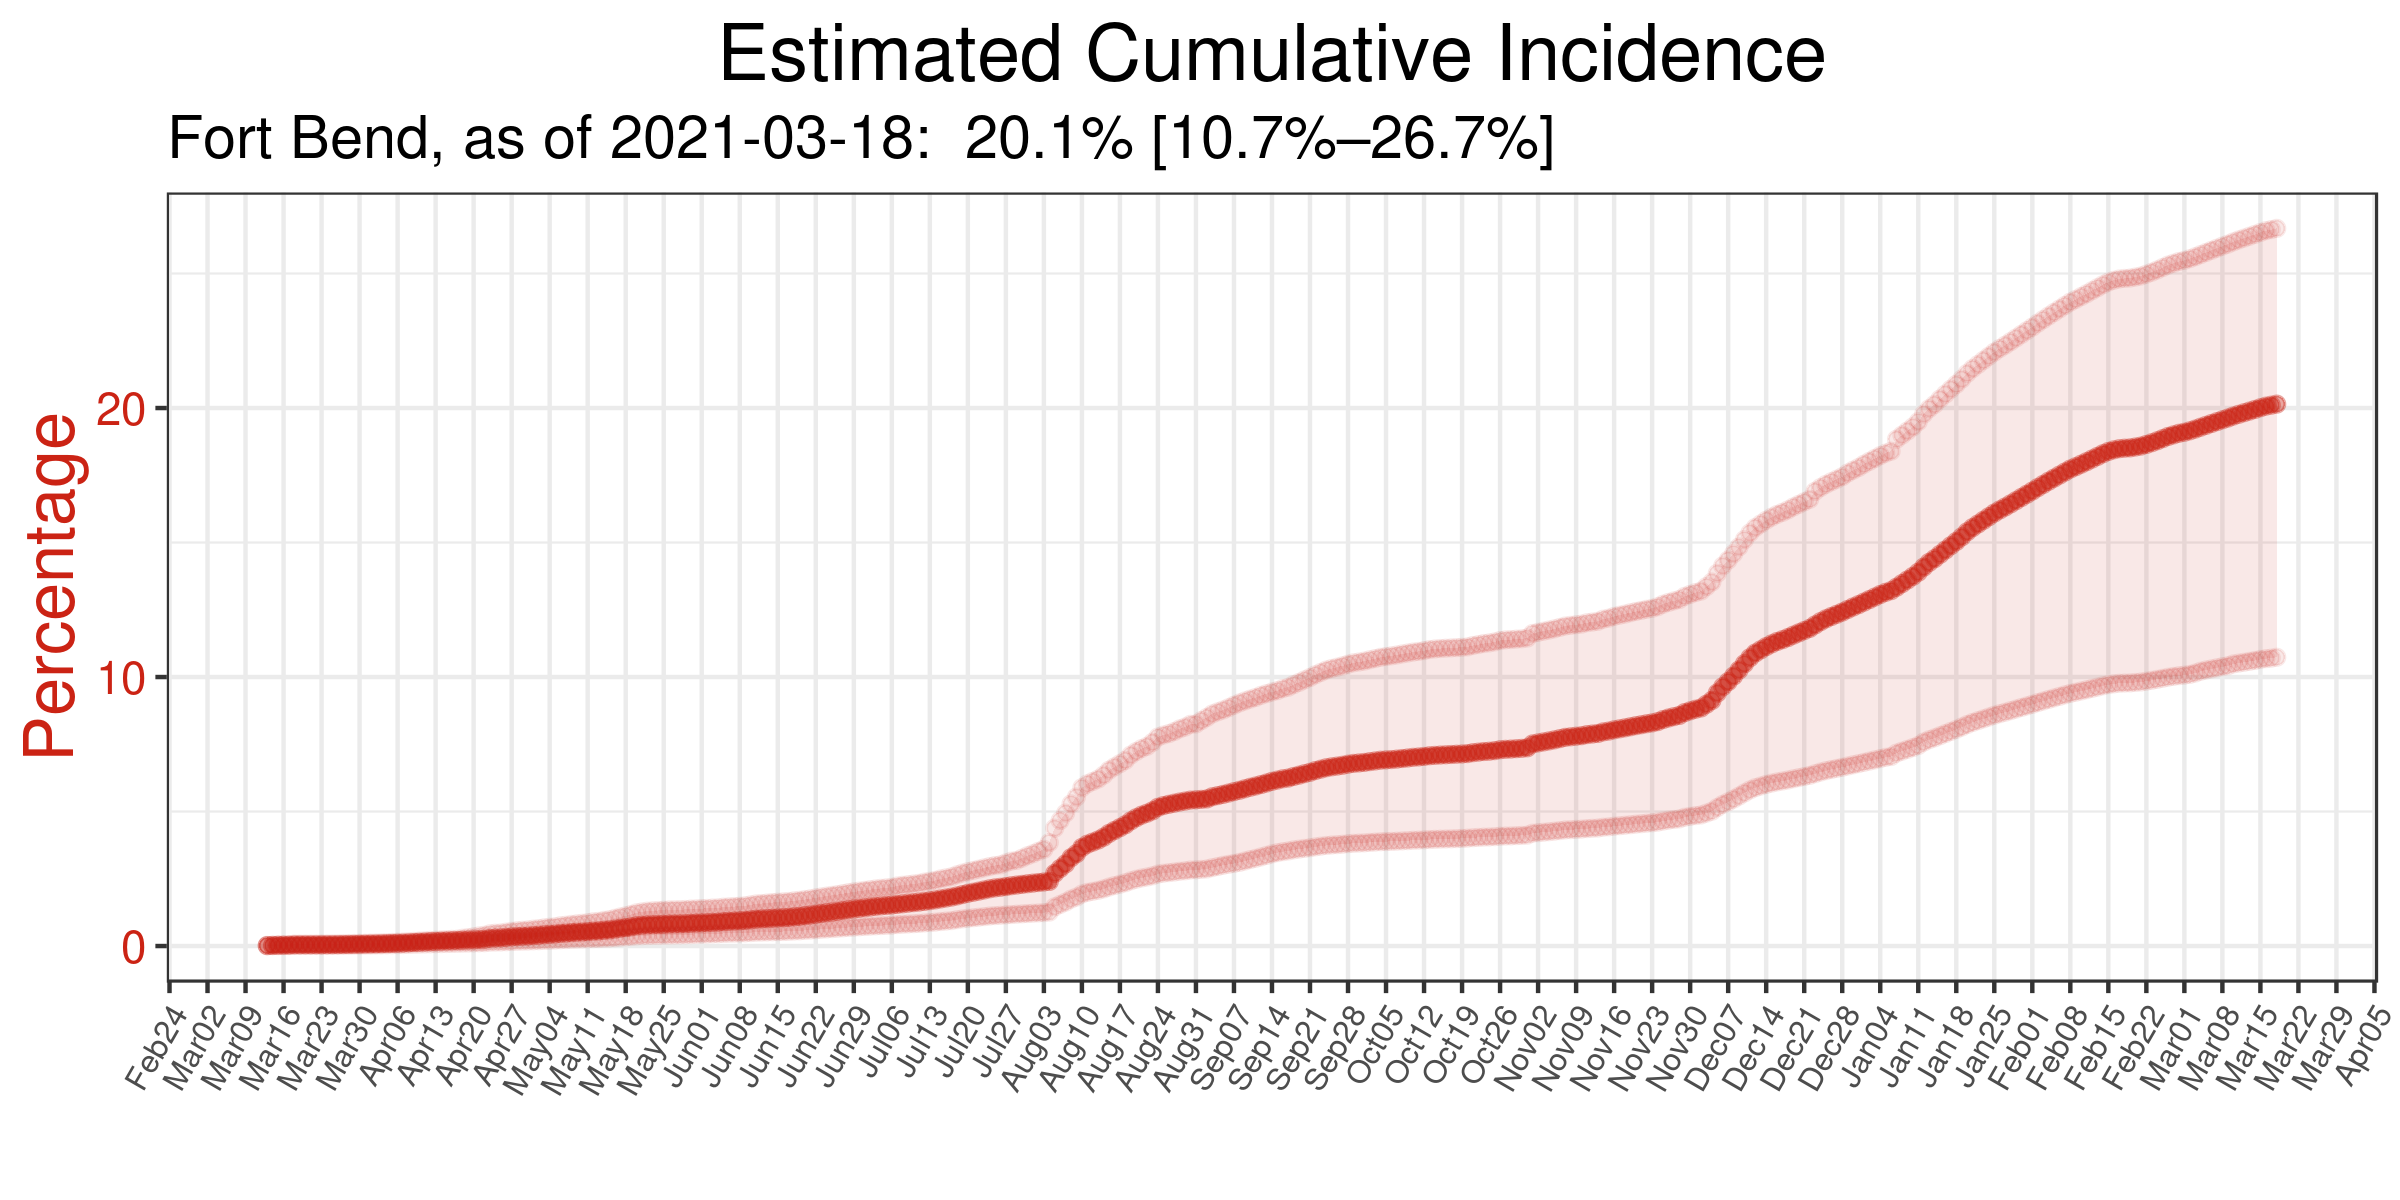 Estimated Cumulative Incidence
Fort Bend, as of 2021-03-18:  20.1% [10.7%–26.7%]
Percentage
20
10
0
Feb24 Mar02 Mar09 Mar16 Mar23 Mar30 Apr06 Apr13 Apr20 Apr27 May04 May11 May18 May25 Jun01 Jun08 Jun15 Jun22 Jun29 Jul06 Jul13 Jul20 Jul27 Aug03 Aug10 Aug17 Aug24 Aug31 Sep07 Sep14 Sep21 Sep28 Oct05 Oct12 Oct19 Oct26 Nov02 Nov09 Nov16 Nov23 Nov30 Dec07 Dec14 Dec21 Dec28 Jan04 Jan11 Jan18 Jan25 Feb01 Feb08 Feb15 Feb22 Mar01 Mar08 Mar15 Mar22 Mar29 Apr05